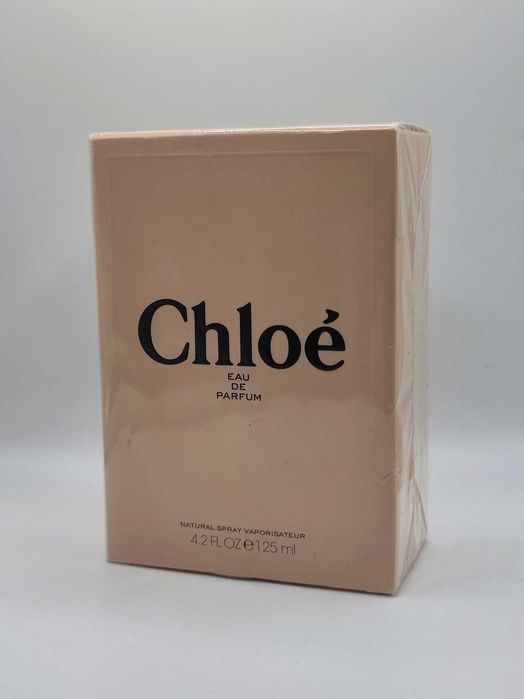 Chloé
EAU
DE
PARFUM
NATURAL SPRAY VAPORISATEUR
4.2 FL OZ ℮ 125 ml